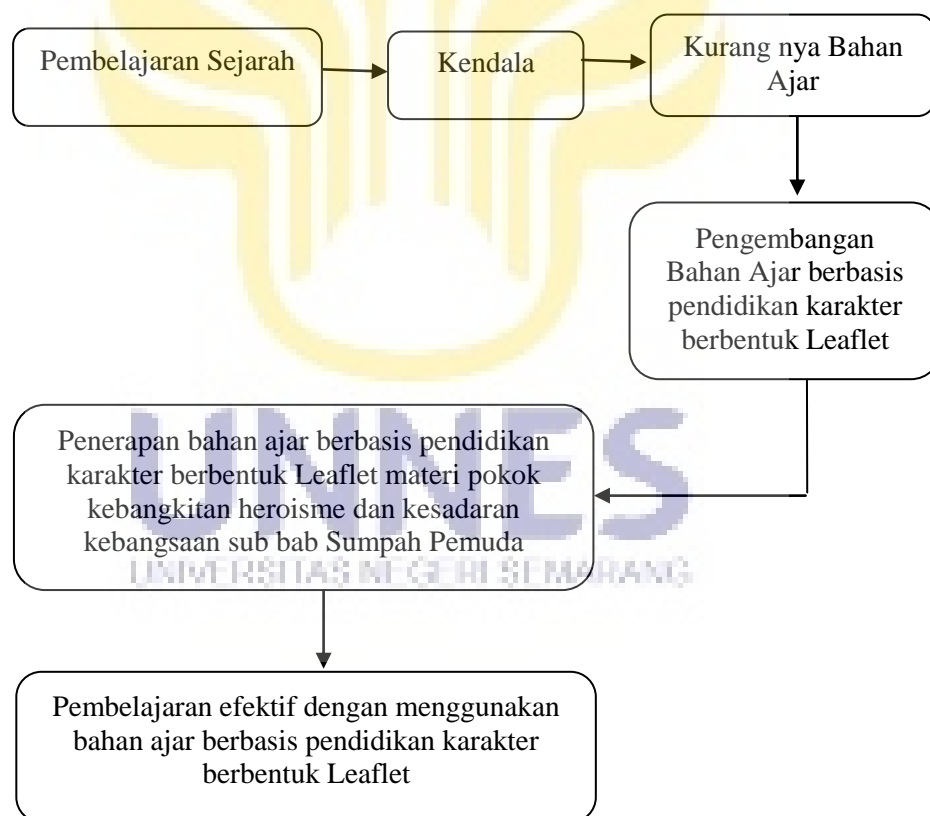 Pembelajaran Sejarah
Kendala
Kurang nya Bahan
Ajar
Pengembangan
Bahan Ajar berbasis
pendidikan karakter
berbentuk Leaflet
Penerapan bahan ajar berbasis pendidikan
karakter berbentuk Leaflet materi pokok
kebangkitan heroisme dan kesadaran
kebangsaan sub bab Sumpah Pemuda
UNNES
UNIVERSITAS NEGERI SEMARANG
Pembelajaran efektif dengan menggunakan
bahan ajar berbasis pendidikan karakter
berbentuk Leaflet